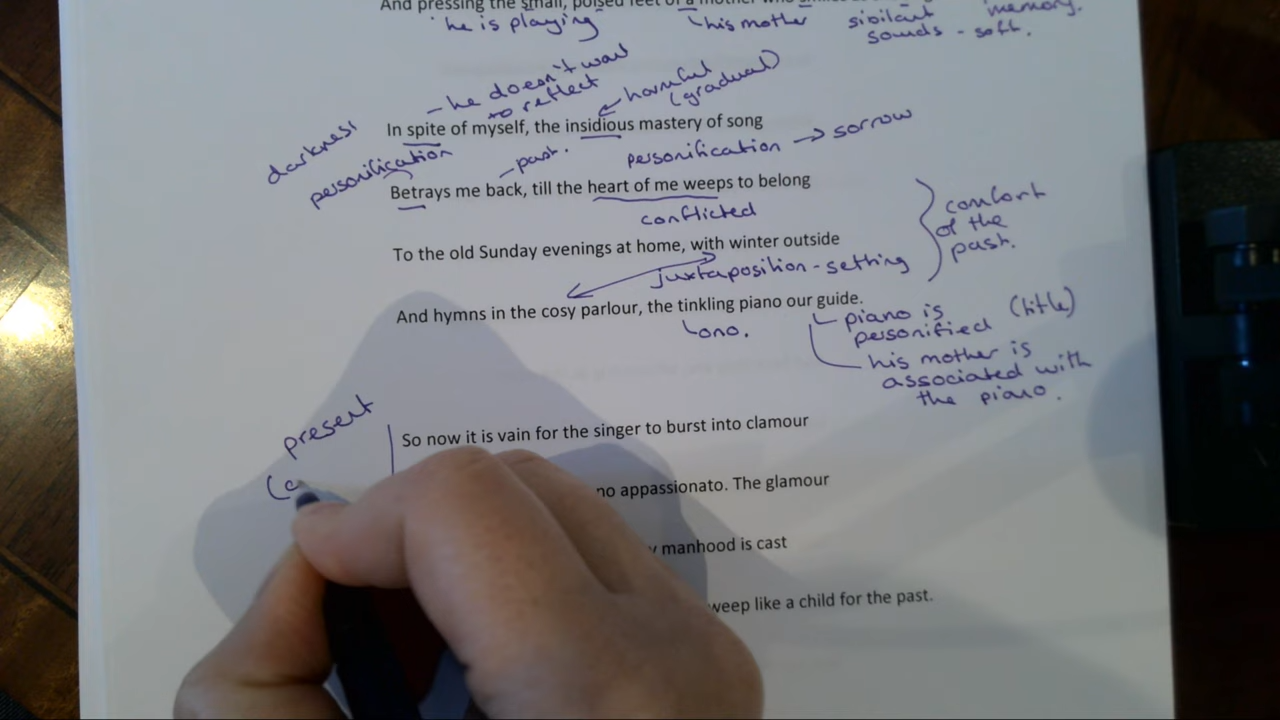 And pressing the small, poised feet of a mother who smiles as
he is playing his mother sibilant memory.
sounds - soft.
- he doesn't want
to reflect
harmful
(gradual)
In spite of myself, the insidious mastery of song
darkness
personification
- past.
personification → sorrow
Betrays me back, till the heart of me weeps to belong
conflicted
comfort
of the
past.
To the old Sunday evenings at home, with winter outside
juxtaposition - setting
And hymns in the cosy parlour, the tinkling piano our guide.
ono.
piano is (title)
personified
his mother is
associated with
the piano.
present
So now it is vain for the singer to burst into clamour
no appassionato. The glamour
manhood is cast
weep like a child for the past.